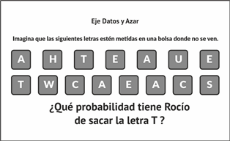 Eje Datos y Azar
Imagina que las siguientes letras estén metidas en una bolsa donde no se ven.
A H T E A U E
T W C A E A C S
¿Qué probabilidad tiene Rocío
de sacar la letra T ?